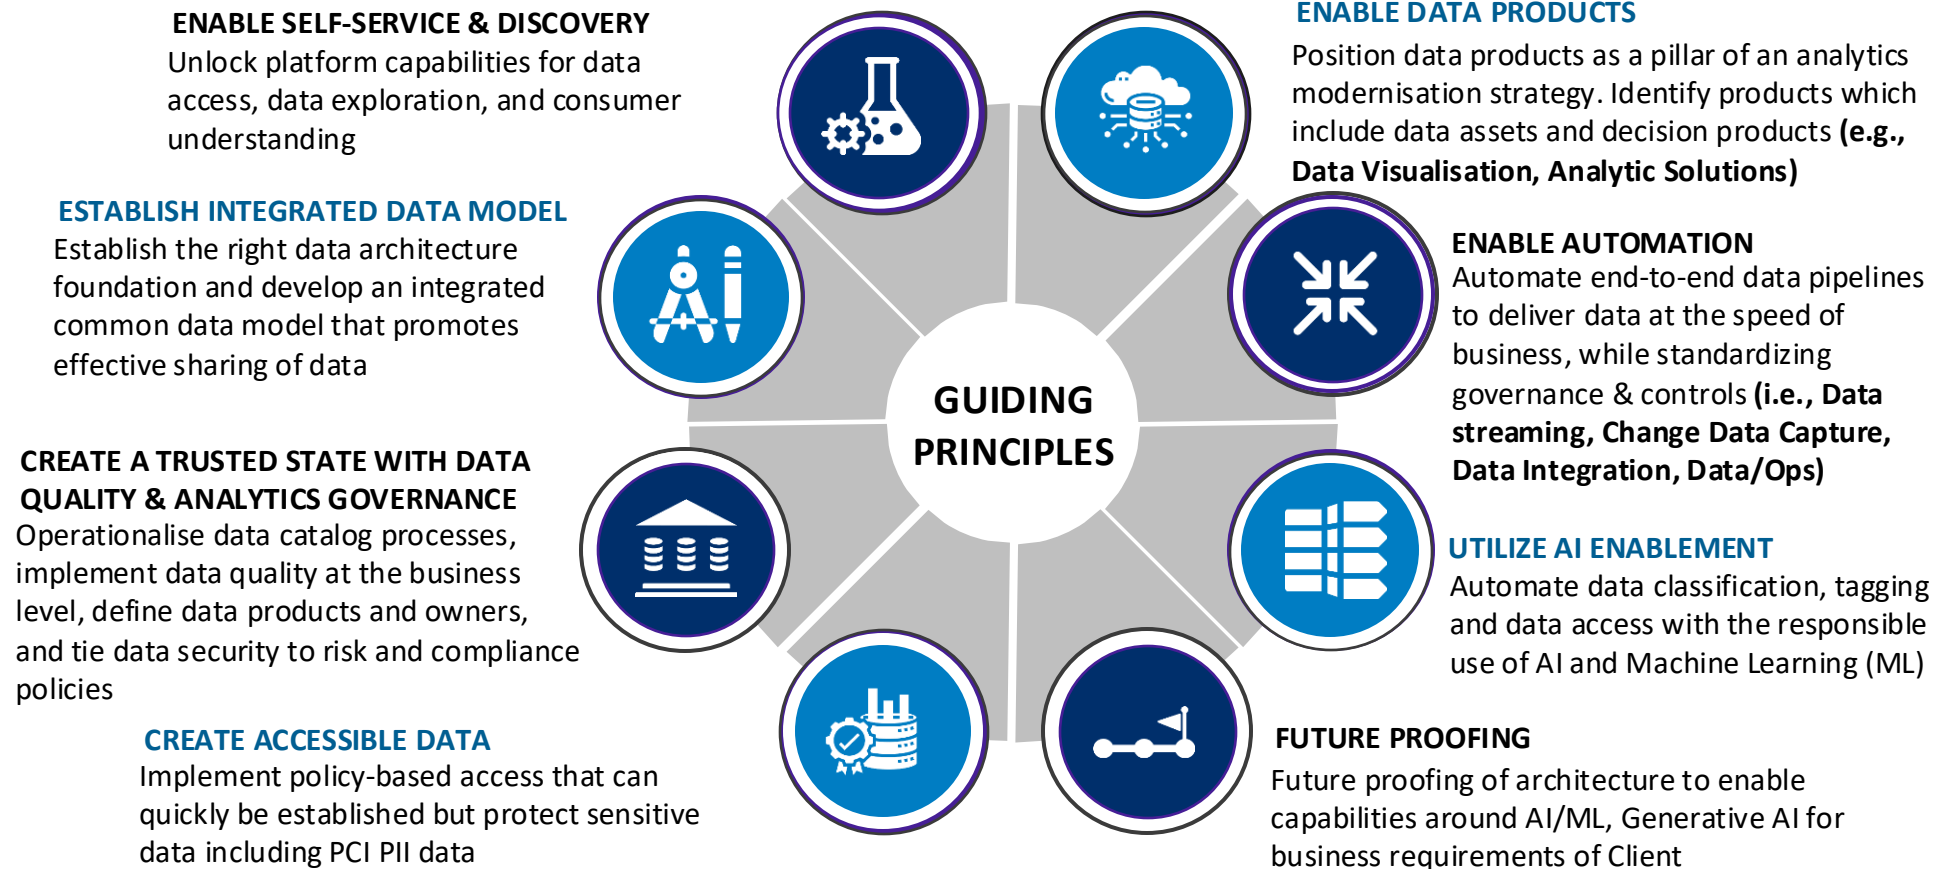 ENABLE SELF-SERVICE & DISCOVERY
Unlock platform capabilities for data
access, data exploration, and consumer
understanding
ESTABLISH INTEGRATED DATA MODEL
Establish the right data architecture
foundation and develop an integrated
common data model that promotes
effective sharing of data
CREATE A TRUSTED STATE WITH DATA
QUALITY & ANALYTICS GOVERNANCE
Operationalise data catalog processes,
implement data quality at the business
level, define data products and owners,
and tie data security to risk and compliance
policies
CREATE ACCESSIBLE DATA
Implement policy-based access that can
quickly be established but protect sensitive
data including PCI PII data
GUIDING
PRINCIPLES
ENABLE DATA PRODUCTS
Position data products as a pillar of an analytics
modernisation strategy. Identify products which
include data assets and decision products (e.g.,
Data Visualisation, Analytic Solutions)
ENABLE AUTOMATION
Automate end-to-end data pipelines
to deliver data at the speed of
business, while standardizing
governance & controls (i.e., Data
streaming, Change Data Capture,
Data Integration, Data/Ops)
UTILIZE AI ENABLEMENT
Automate data classification, tagging
and data access with the responsible
use of AI and Machine Learning (ML)
FUTURE PROOFING
Future proofing of architecture to enable
capabilities around AI/ML, Generative AI for
business requirements of Client